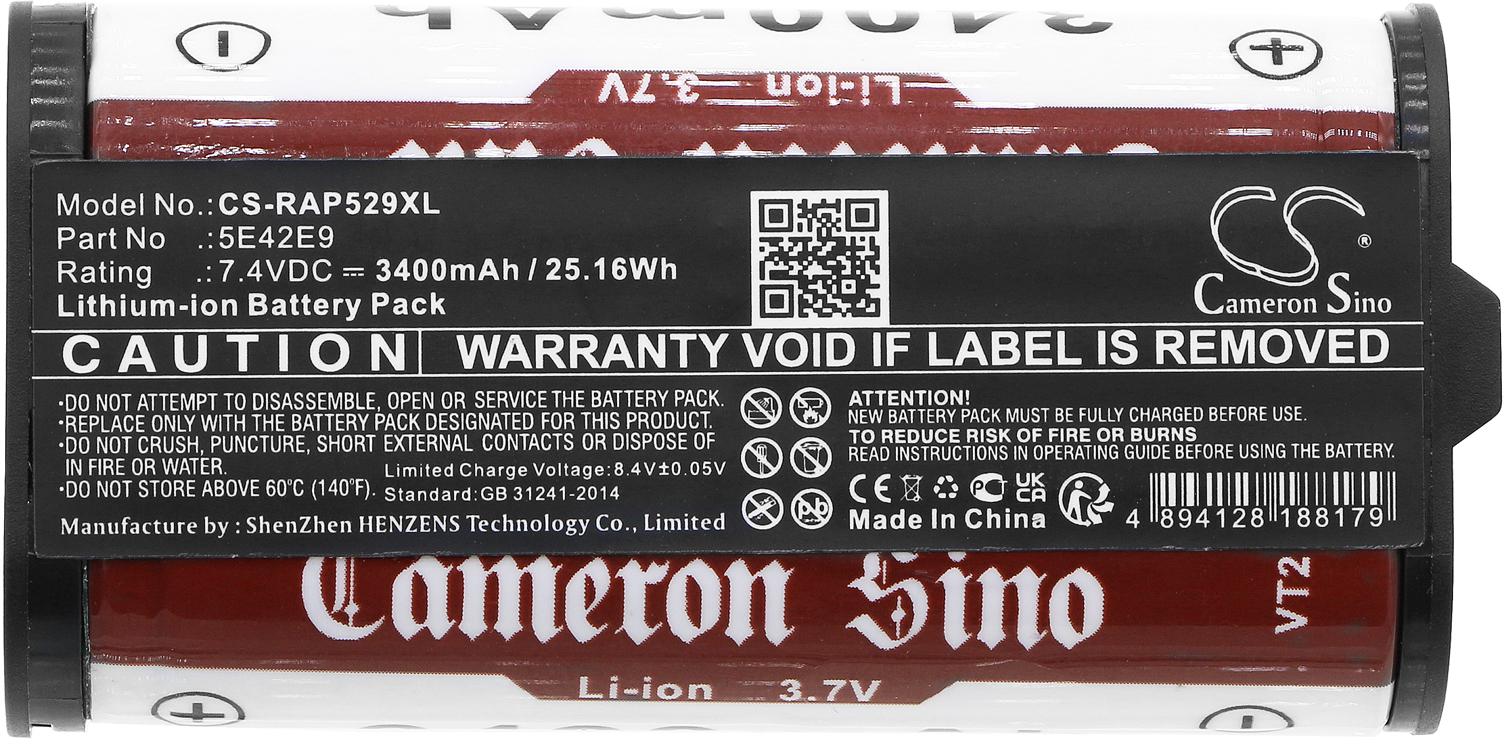 3400mAh
Li-ion 3.7V
Model No.: CS-RAP529XL
Part No .: 5E42E9
Rating .: 7.4VDC ⎓ 3400mAh / 25.16Wh
Lithium-ion Battery Pack
CS
®
Cameron Sino
CAUTION WARRANTY VOID IF LABEL IS REMOVED
·DO NOT ATTEMPT TO DISASSEMBLE, OPEN OR SERVICE THE BATTERY PACK.
·REPLACE ONLY WITH THE BATTERY PACK DESIGNATED FOR THIS PRODUCT.
·DO NOT CRUSH, PUNCTURE, SHORT EXTERNAL CONTACTS OR DISPOSE OF
IN FIRE OR WATER.
·DO NOT STORE ABOVE 60°C (140°F).
Limited Charge Voltage:8.4V±0.05V
Standard:GB 31241-2014
Manufacture by : ShenZhen HENZENS Technology Co., Limited
Pb
ATTENTION!
NEW BATTERY PACK MUST BE FULLY CHARGED BEFORE USE.
TO REDUCE RISK OF FIRE OR BURNS
READ INSTRUCTIONS IN OPERATING GUIDE BEFORE USING THE BATTERY.
CE UK CA
Made In China
4 894128 188179
Cameron Sino
VT2
Li-ion 3.7V